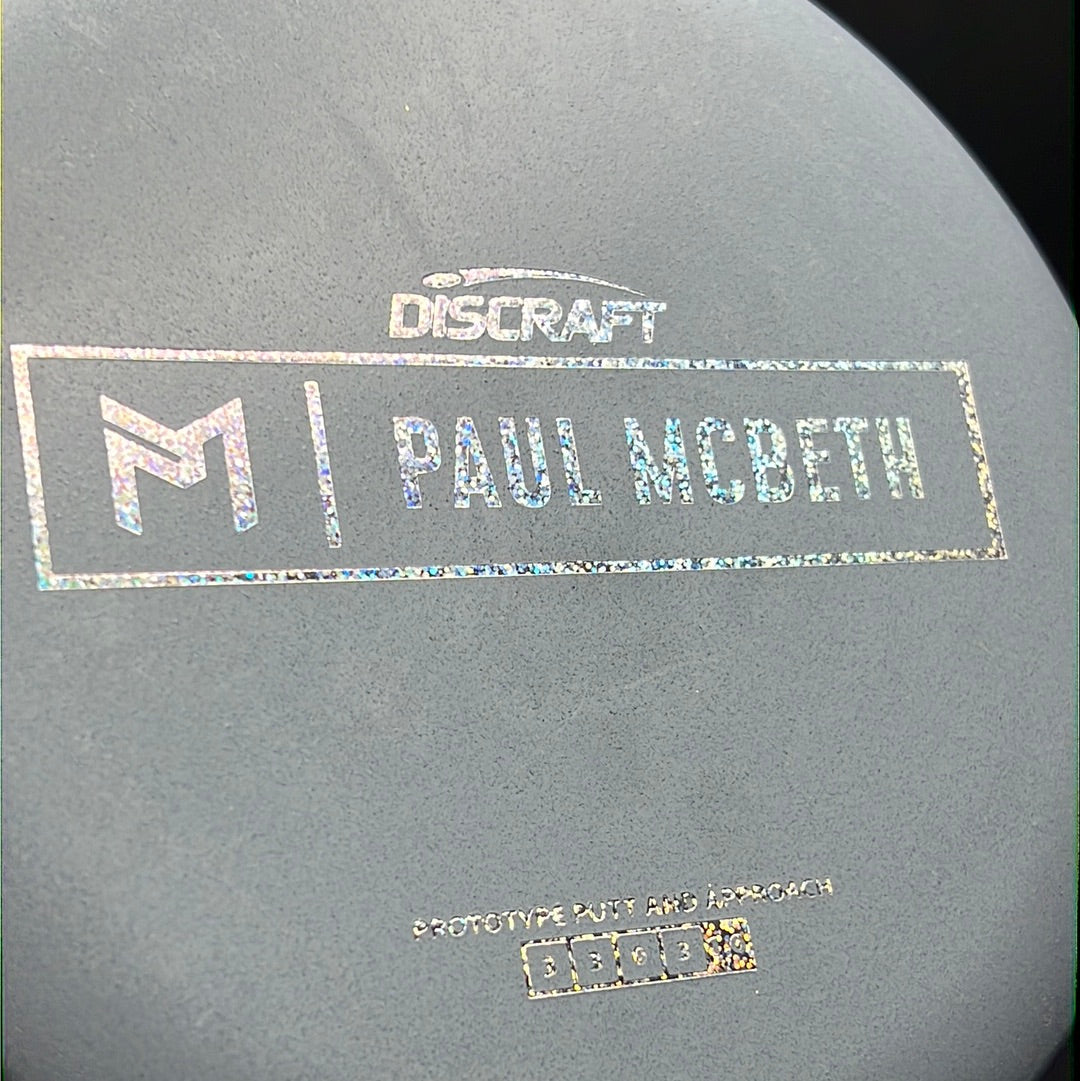 DISCRAFT
M | PAUL MCBETH
PROTOTYPE PUTT AND APPROACH
3 3 0 3